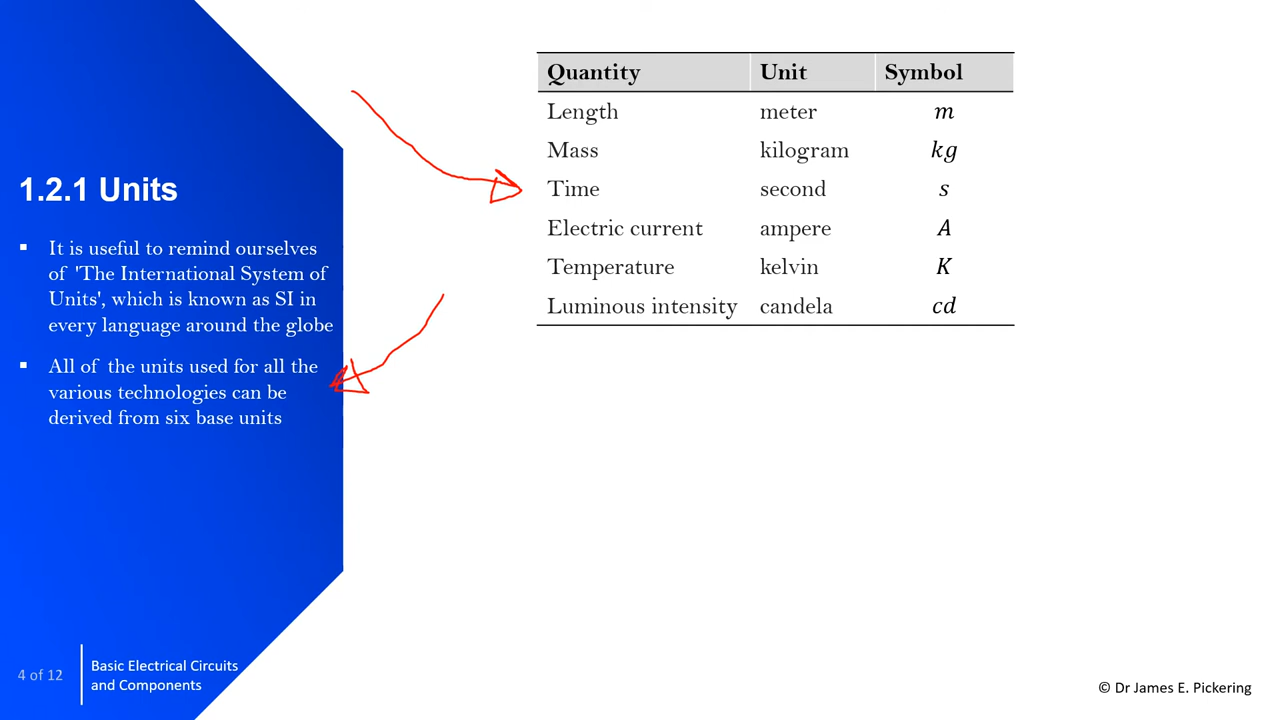 1.2.1 Units
▪ It is useful to remind ourselves
of 'The International System of
Units', which is known as SI in
every language around the globe
▪ All of the units used for all the
various technologies can be
derived from six base units
Quantity Unit Symbol
Length meter m
Mass kilogram kg
Time second s
Electric current ampere A
Temperature kelvin K
Luminous intensity candela cd
4 of 12
Basic Electrical Circuits
and Components
© Dr James E. Pickering